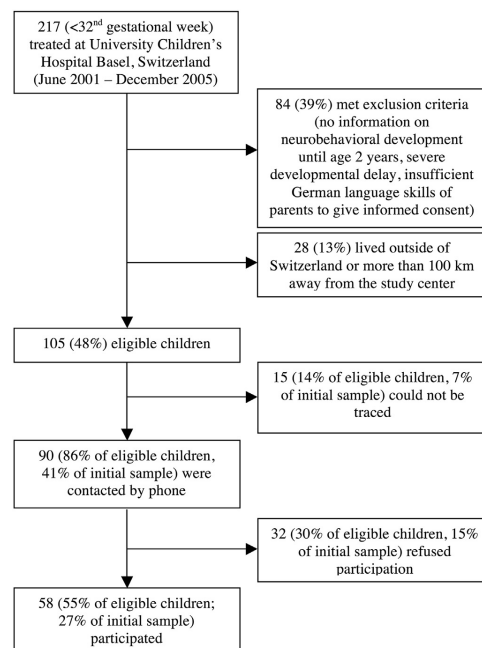 217 (<32nd gestational week)
treated at University Children's
Hospital Basel, Switzerland
(June 2001 – December 2005)
84 (39%) met exclusion criteria
(no information on
neurobehavioral development
until age 2 years, severe
developmental delay, insufficient
German language skills of
parents to give informed consent)
28 (13%) lived outside of
Switzerland or more than 100 km
away from the study center
105 (48%) eligible children
15 (14% of eligible children, 7%
of initial sample) could not be
traced
90 (86% of eligible children,
41% of initial sample) were
contacted by phone
32 (30% of eligible children, 15%
of initial sample) refused
participation
58 (55% of eligible children;
27% of initial sample)
participated